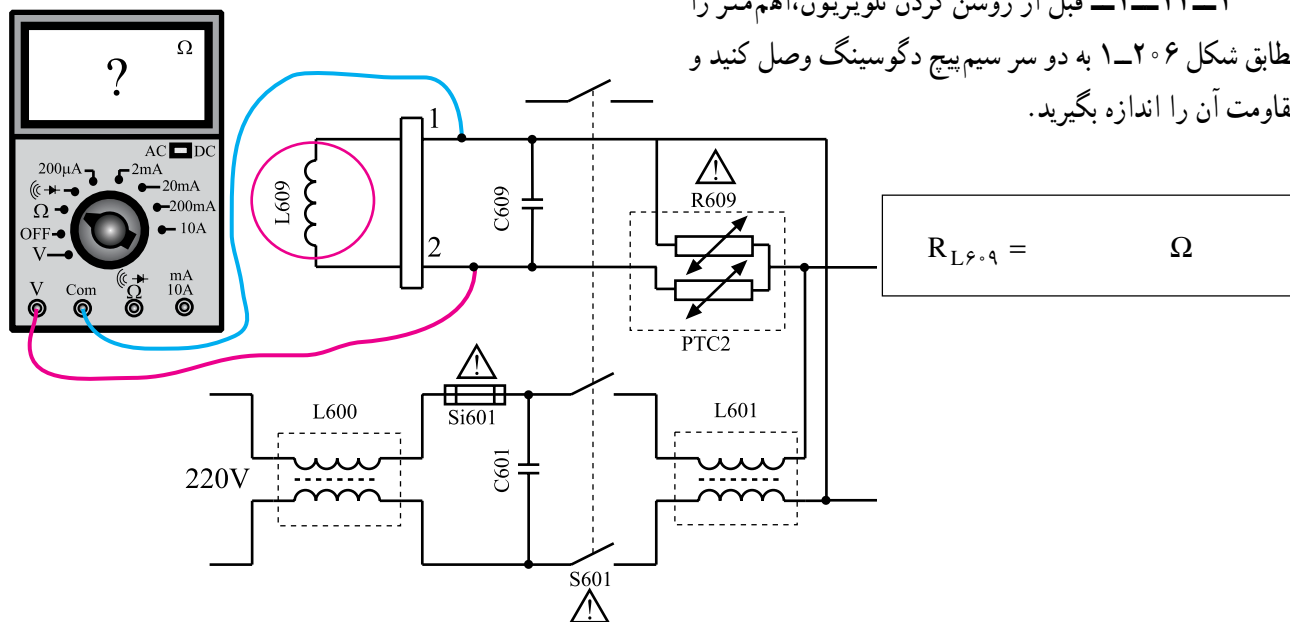 قبل از روشن کردن تلویزیون،اهم‌متر را
طابق شکل ۲۰۶ــ۱ به دو سر سیم‌پیچ دگوسینگ وصل کنید و
قاومت آن را اندازه بگیرید.
Ω
?
AC DC
200µA
2mA
20mA
200mA
10A
Ω
OFF
V
V
Com
Ω
mA
10A
L609
1
2
C609
R609
PTC2
R L۶۰۹ = Ω
220V
L600
Si601
C601
S601
L601